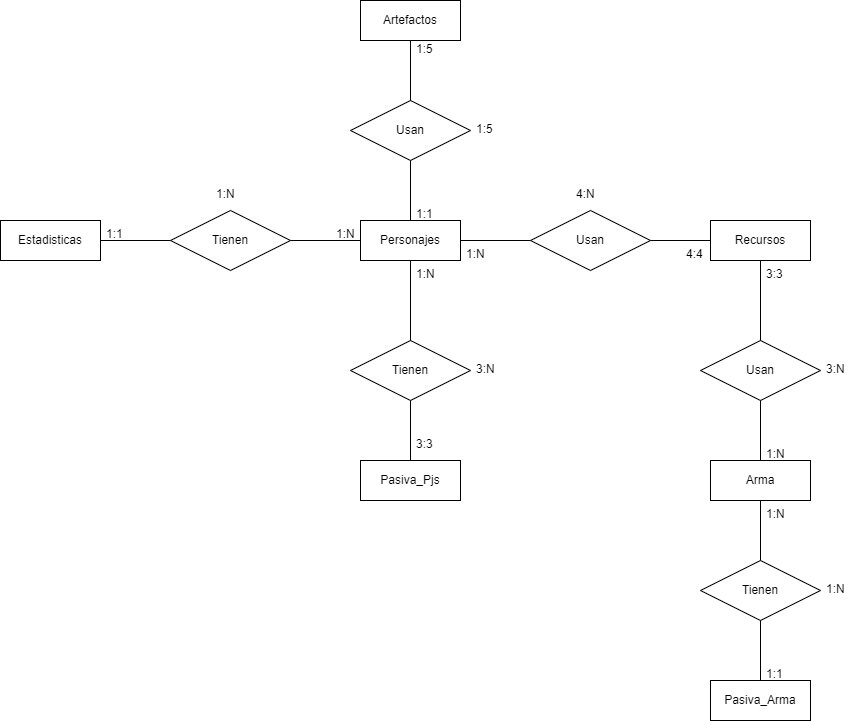 Artefactos
1:5
Usan
1:5
1:1
1:N
4:N
Estadisticas
1:1
Tienen
1:N
Personajes
1:N
Usan
4:4
Recursos
1:N
3:3
Tienen
3:N
Usan
3:N
3:3
1:N
Pasiva_Pjs
Arma
1:N
Tienen
1:N
1:1
Pasiva_Arma